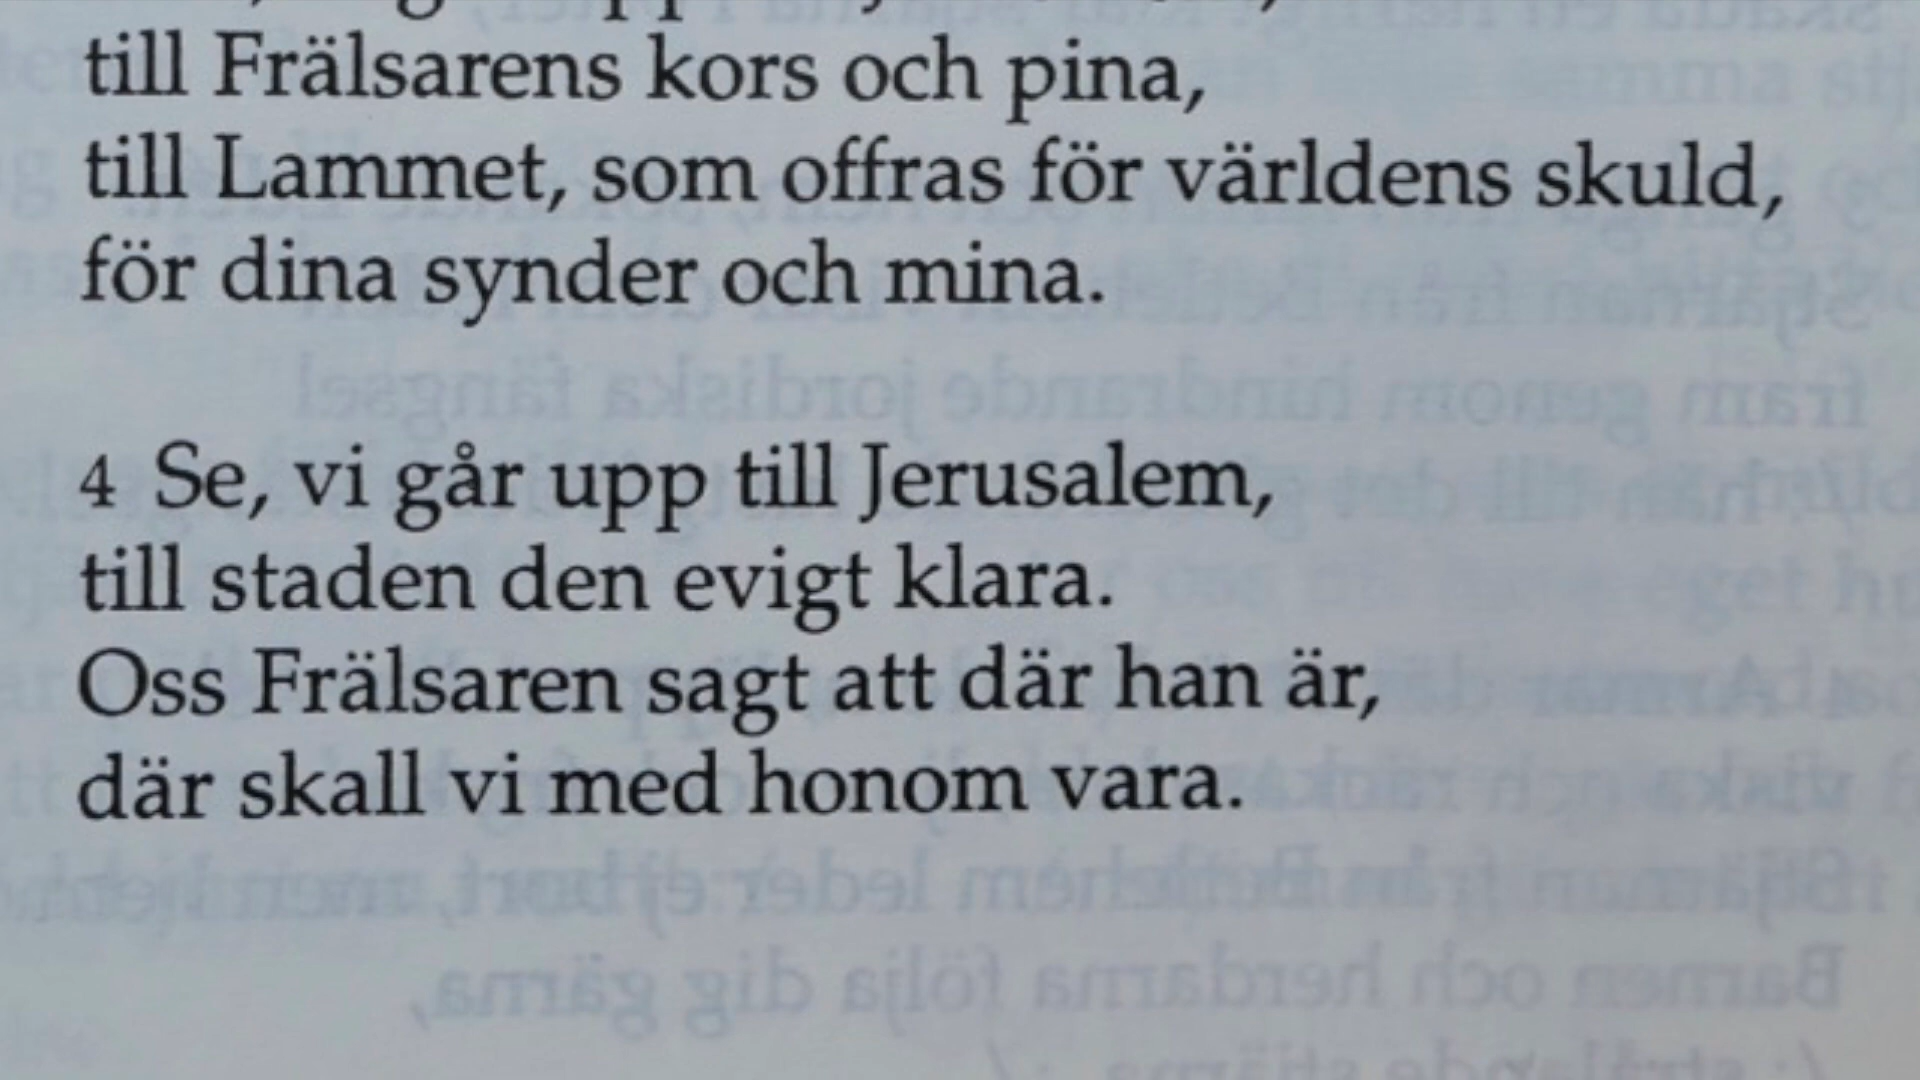 till Frälsarens kors och pina,
till Lammet, som offras för världens skuld,
för dina synder och mina.
4 Se, vi går upp till Jerusalem,
till staden den evigt klara.
Oss Frälsaren sagt att där han är,
där skall vi med honom vara.